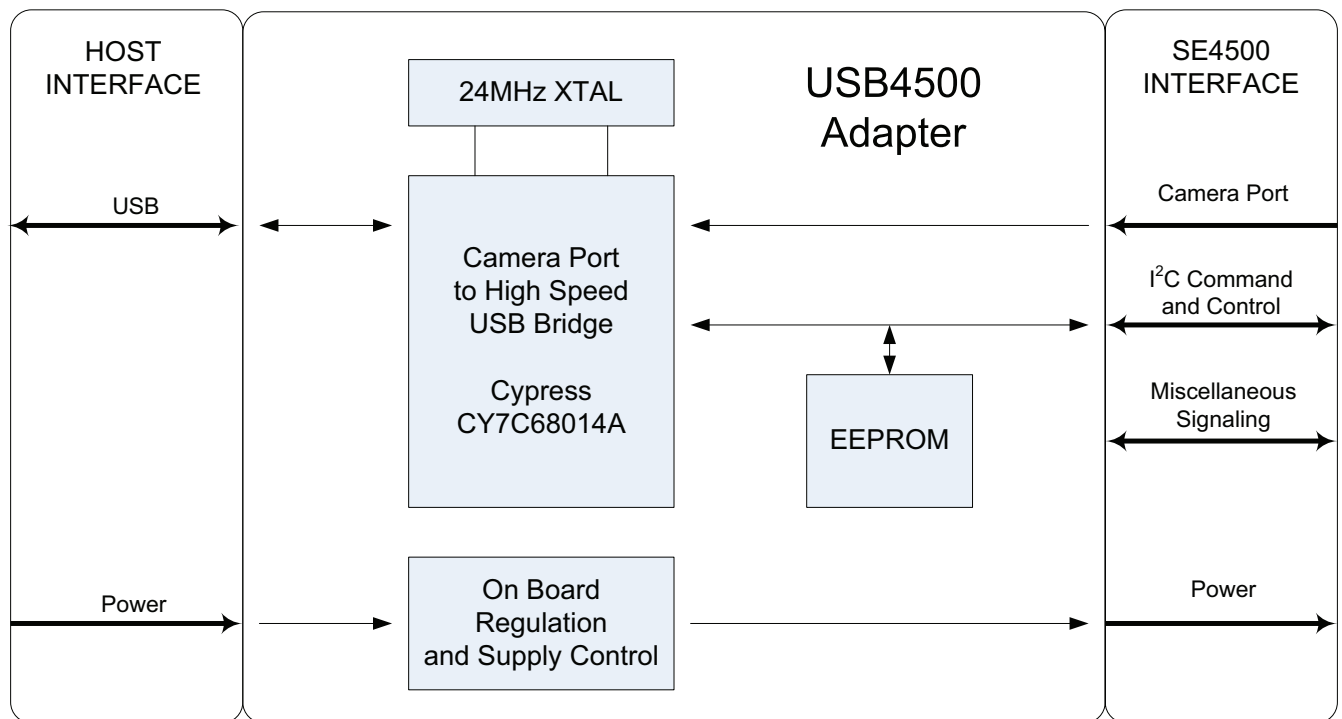 HOST
INTERFACE
USB
Power
24MHz XTAL
Camera Port
to High Speed
USB Bridge
Cypress
CY7C68014A
On Board
Regulation
and Supply Control
USB4500
Adapter
EEPROM
SE4500
INTERFACE
Camera Port
I²C Command
and Control
Miscellaneous
Signaling
Power